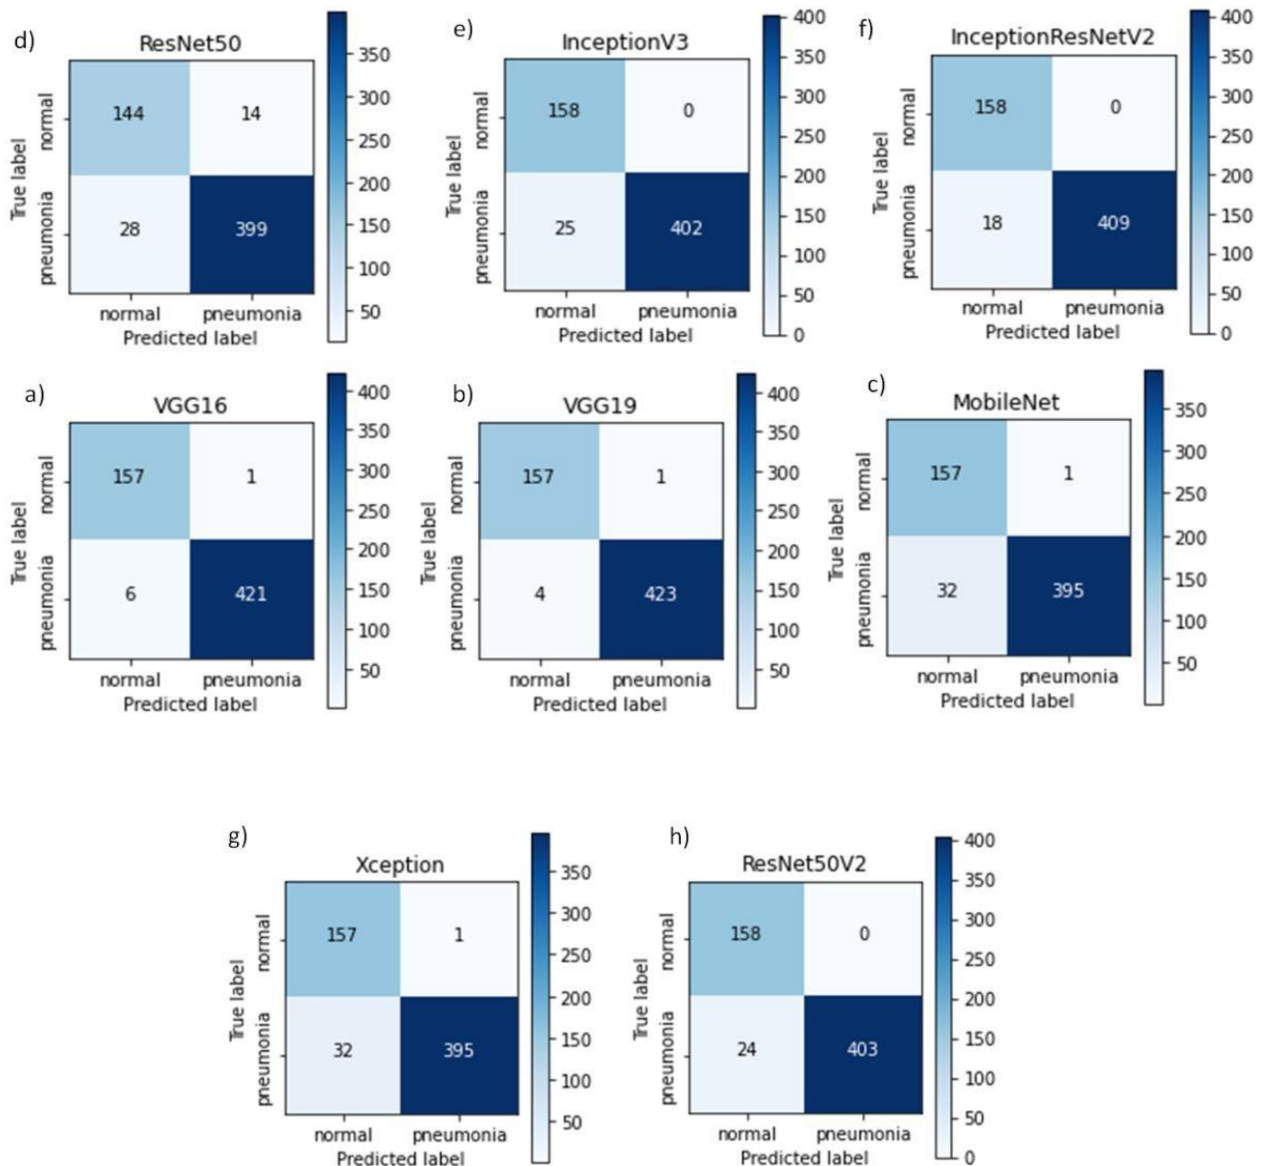 d)
ResNet50
350
300
250
200
150
100
50
True label
normal
pneumonia
144 14
28 399
normal pneumonia
Predicted label
e)
InceptionV3
400
350
300
250
200
150
100
50
0
True label
normal
pneumonia
158 0
25 402
normal pneumonia
Predicted label
f)
InceptionResNetV2
400
350
300
250
200
150
100
50
0
True label
normal
pneumonia
158 0
18 409
normal pneumonia
Predicted label
a)
VGG16
400
350
300
250
200
150
100
50
True label
normal
pneumonia
157 1
6 421
normal pneumonia
Predicted label
b)
VGG19
400
350
300
250
200
150
100
50
True label
normal
pneumonia
157 1
4 423
normal pneumonia
Predicted label
c)
MobileNet
350
300
250
200
150
100
50
True label
normal
pneumonia
157 1
32 395
normal pneumonia
Predicted label
g)
Xception
350
300
250
200
150
100
50
True label
normal
pneumonia
157 1
32 395
normal pneumonia
Predicted label
h)
ResNet50V2
400
350
300
250
200
150
100
50
0
True label
normal
pneumonia
158 0
24 403
normal pneumonia
Predicted label